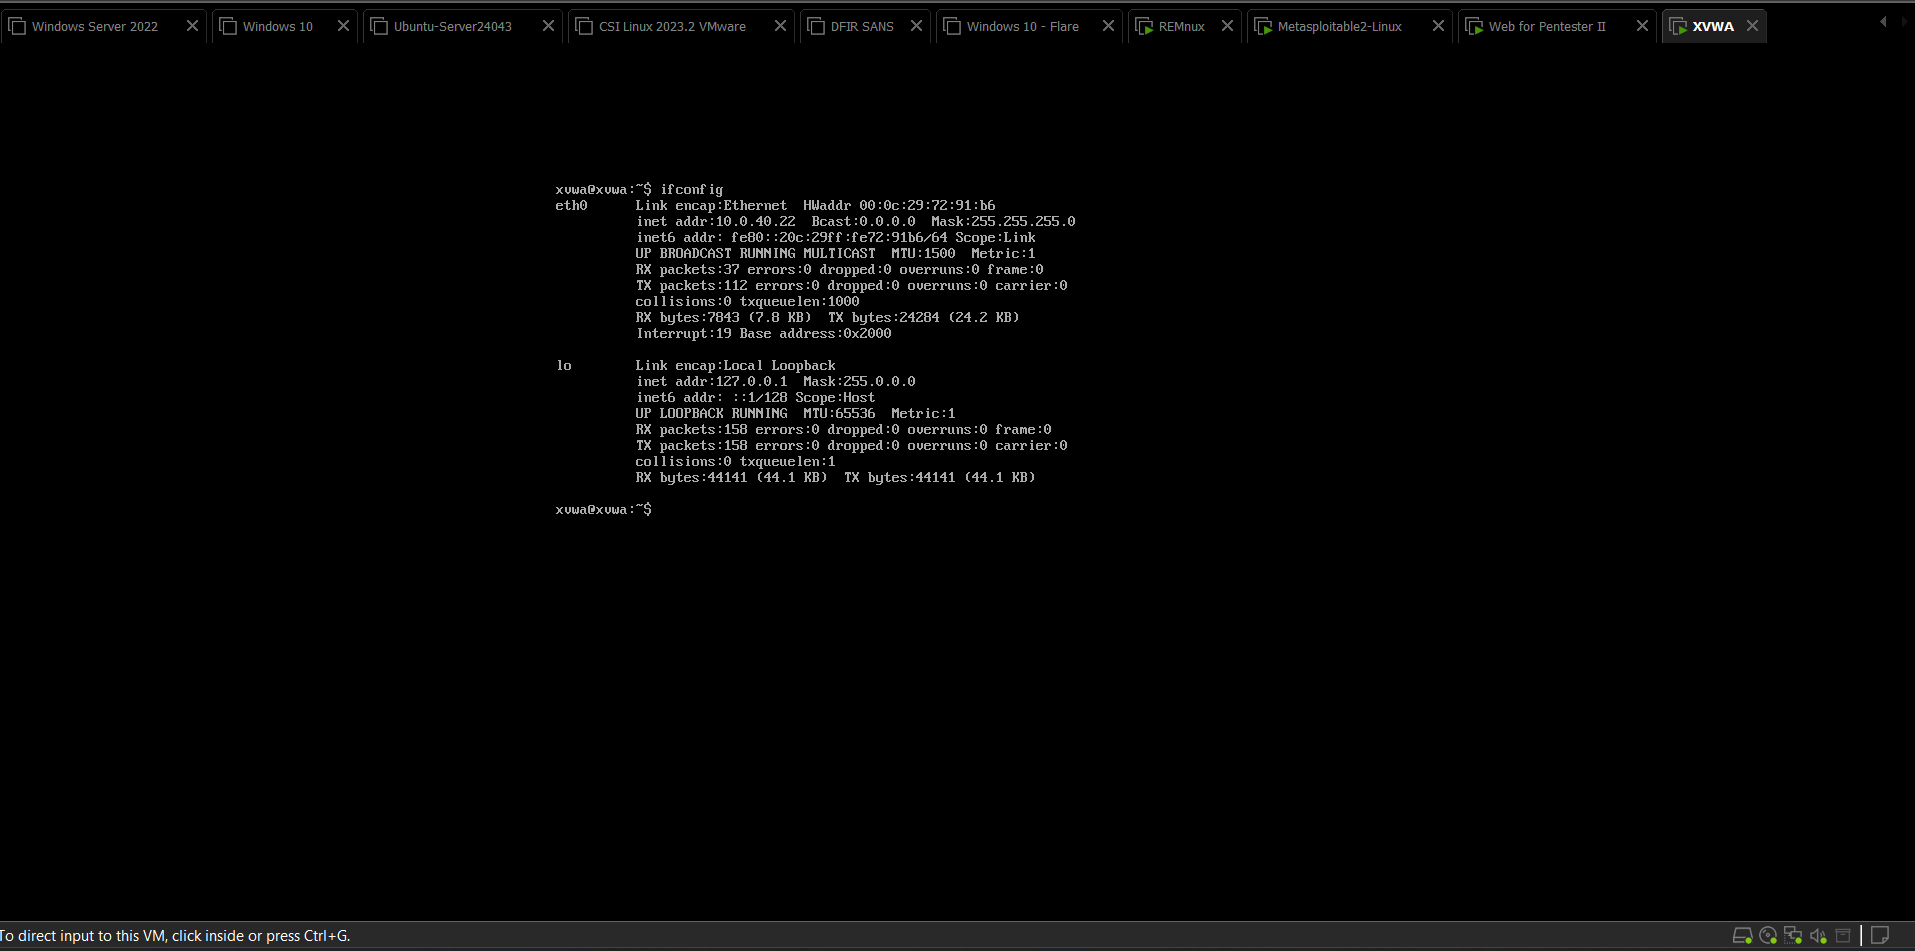 Windows Server 2022
Windows 10
Ubuntu-Server24043
CSI Linux 2023.2 VMware
DFIR SANS
Windows 10 - Flare
REMnux
Metasploitable2-Linux
Web for Pentester II
XVWA
xvwa@xvwa:~$ ifconfig
eth0      Link encap:Ethernet  HWaddr 00:0c:29:72:91:b6
          inet addr:10.0.40.22  Bcast:0.0.0.0  Mask:255.255.255.0
          inet6 addr: fe80::20c:29ff:fe72:91b6/64 Scope:Link
          UP BROADCAST RUNNING MULTICAST  MTU:1500  Metric:1
          RX packets:37 errors:0 dropped:0 overruns:0 frame:0
          TX packets:112 errors:0 dropped:0 overruns:0 carrier:0
          collisions:0 txqueuelen:1000
          RX bytes:7843 (7.8 KB)  TX bytes:24284 (24.2 KB)
          Interrupt:19 Base address:0x2000
lo        Link encap:Local Loopback
          inet addr:127.0.0.1  Mask:255.0.0.0
          inet6 addr: ::1/128 Scope:Host
          UP LOOPBACK RUNNING  MTU:65536  Metric:1
          RX packets:158 errors:0 dropped:0 overruns:0 frame:0
          TX packets:158 errors:0 dropped:0 overruns:0 carrier:0
          collisions:0 txqueuelen:1
          RX bytes:44141 (44.1 KB)  TX bytes:44141 (44.1 KB)
xvwa@xvwa:~$
To direct input to this VM, click inside or press Ctrl+G.